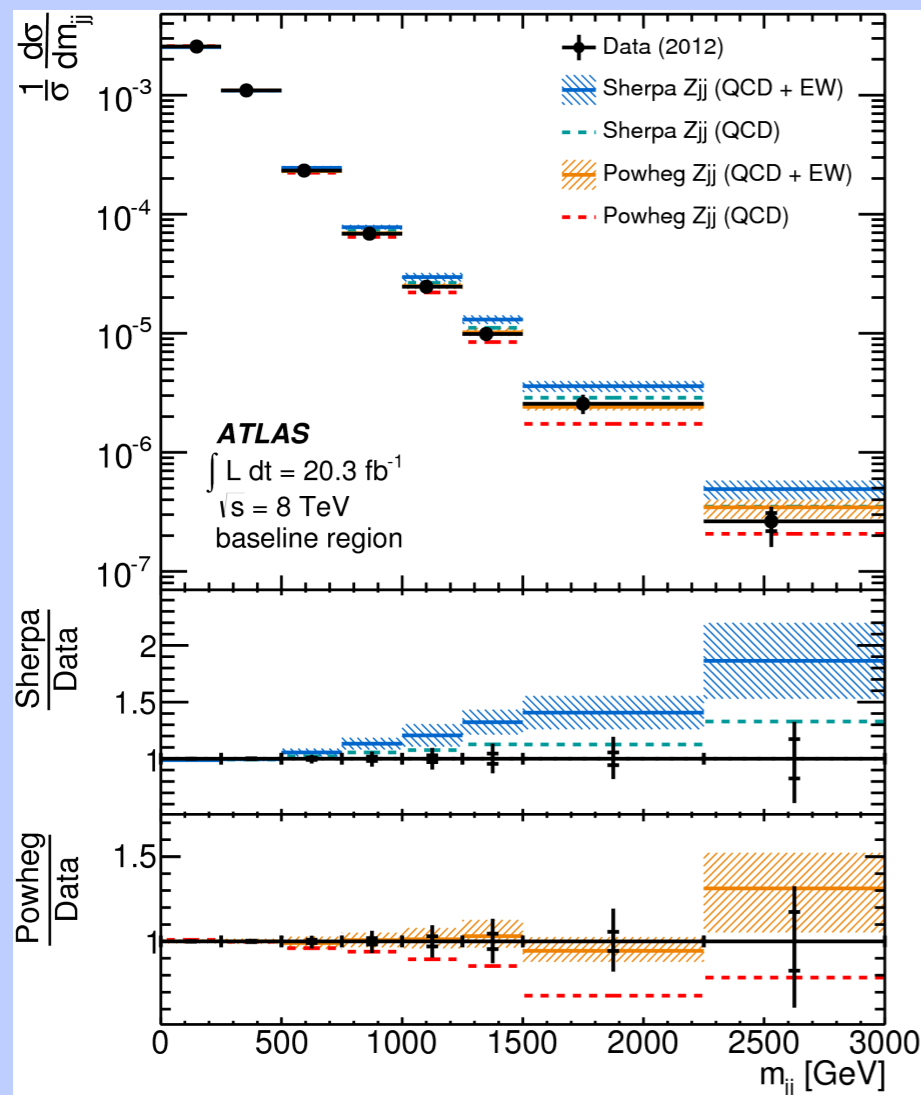 1/σ dσ/dm_jj
10^-3
10^-4
10^-5
10^-6
10^-7
Data (2012)
Sherpa Zjj (QCD + EW)
Sherpa Zjj (QCD)
Powheg Zjj (QCD + EW)
Powheg Zjj (QCD)
ATLAS
∫ L dt = 20.3 fb^-1
√s = 8 TeV
baseline region
Sherpa
Data
2
1.5
1
Powheg
Data
1.5
1
0 500 1000 1500 2000 2500 3000
m_jj [GeV]